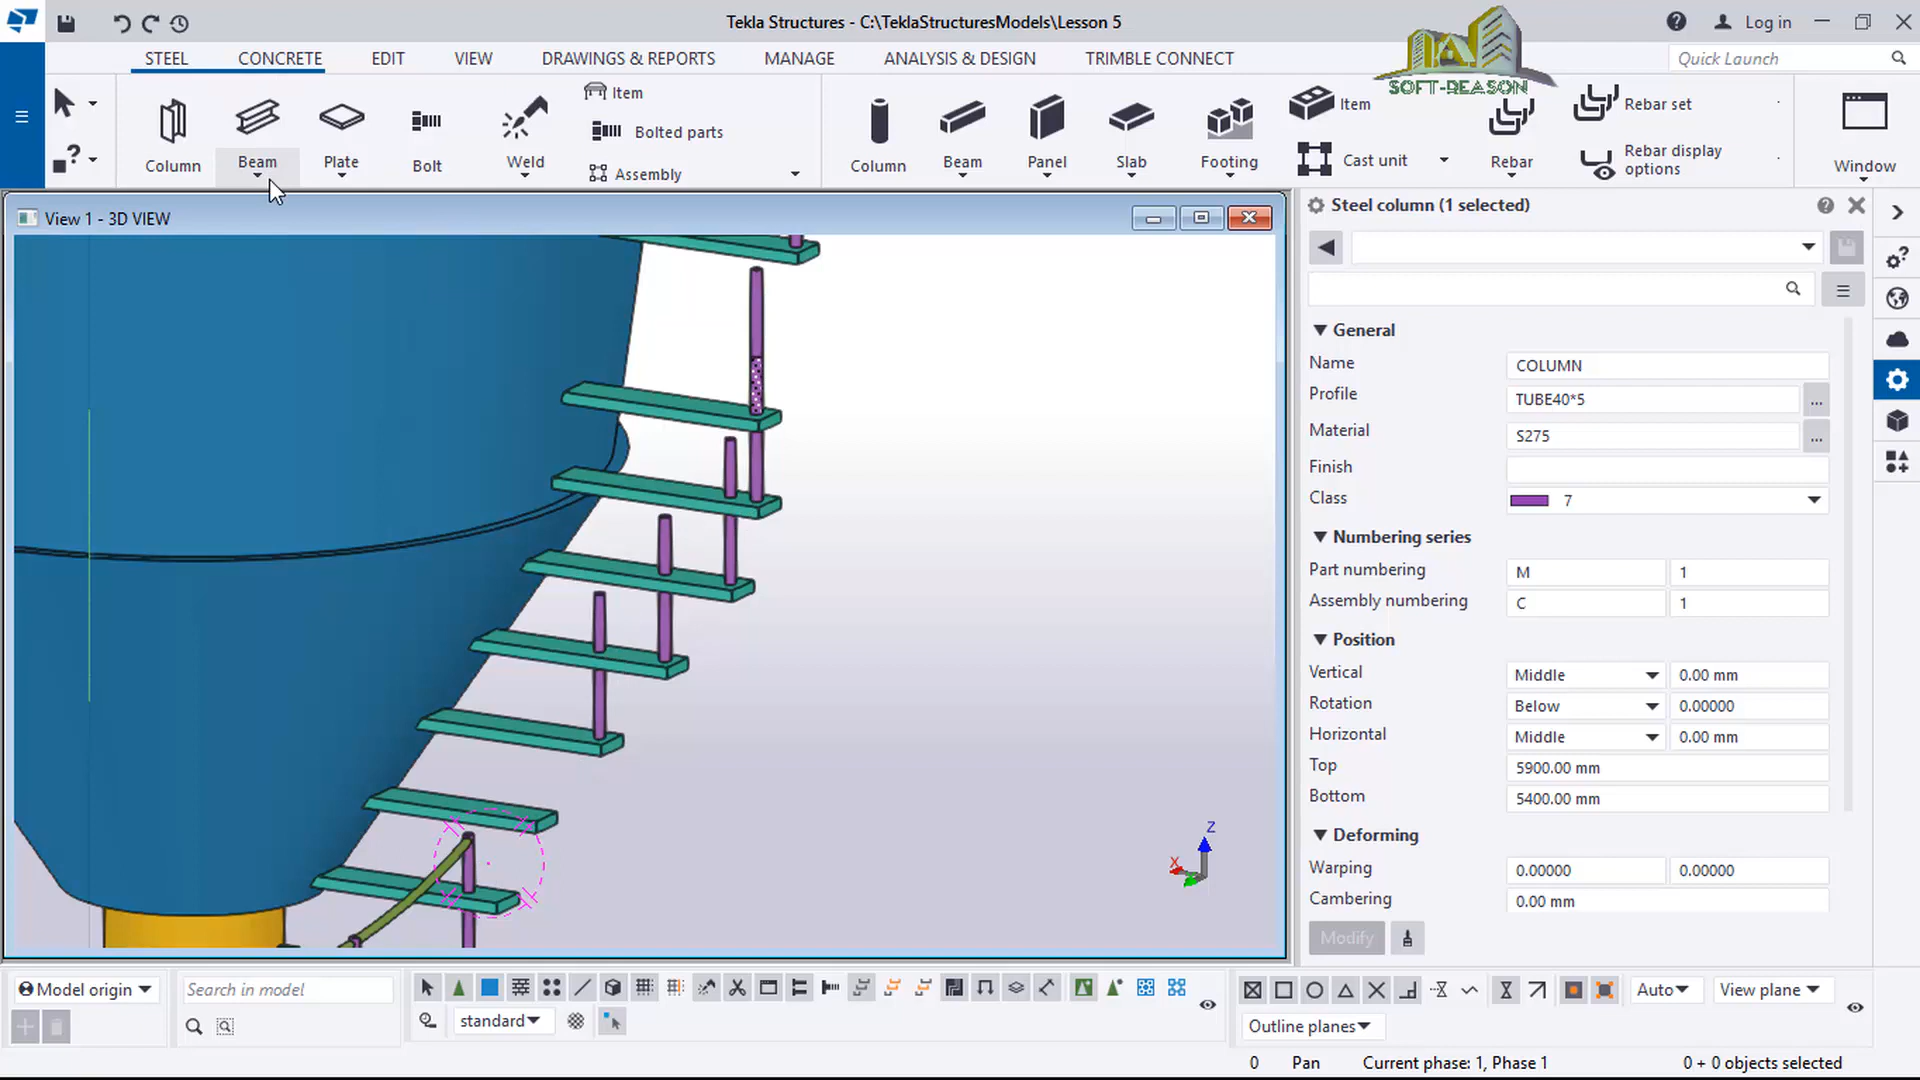 Tekla Structures - C:\TeklaStructuresModels\Lesson 5
Log in
STEEL
CONCRETE
EDIT
VIEW
DRAWINGS & REPORTS
MANAGE
ANALYSIS & DESIGN
TRIMBLE CONNECT
Quick Launch
SOFT-REASON
Column
Beam
Plate
Bolt
Weld
Item
Bolted parts
Assembly
Column
Beam
Panel
Slab
Footing
Item
Cast unit
Rebar
Rebar set
Rebar display
options
Window
View 1 - 3D VIEW
Z
X
Steel column (1 selected)
General
Name COLUMN
Profile TUBE40*5 ...
Material S275 ...
Finish
Class 7
Numbering series
Part numbering M 1
Assembly numbering C 1
Position
Vertical Middle 0.00 mm
Rotation Below 0.00000
Horizontal Middle 0.00 mm
Top 5900.00 mm
Bottom 5400.00 mm
Deforming
Warping 0.00000 0.00000
Cambering 0.00 mm
Modify
Model origin
Search in model
standard
Auto
View plane
Outline planes
0 Pan Current phase: 1, Phase 1 0 + 0 objects selected